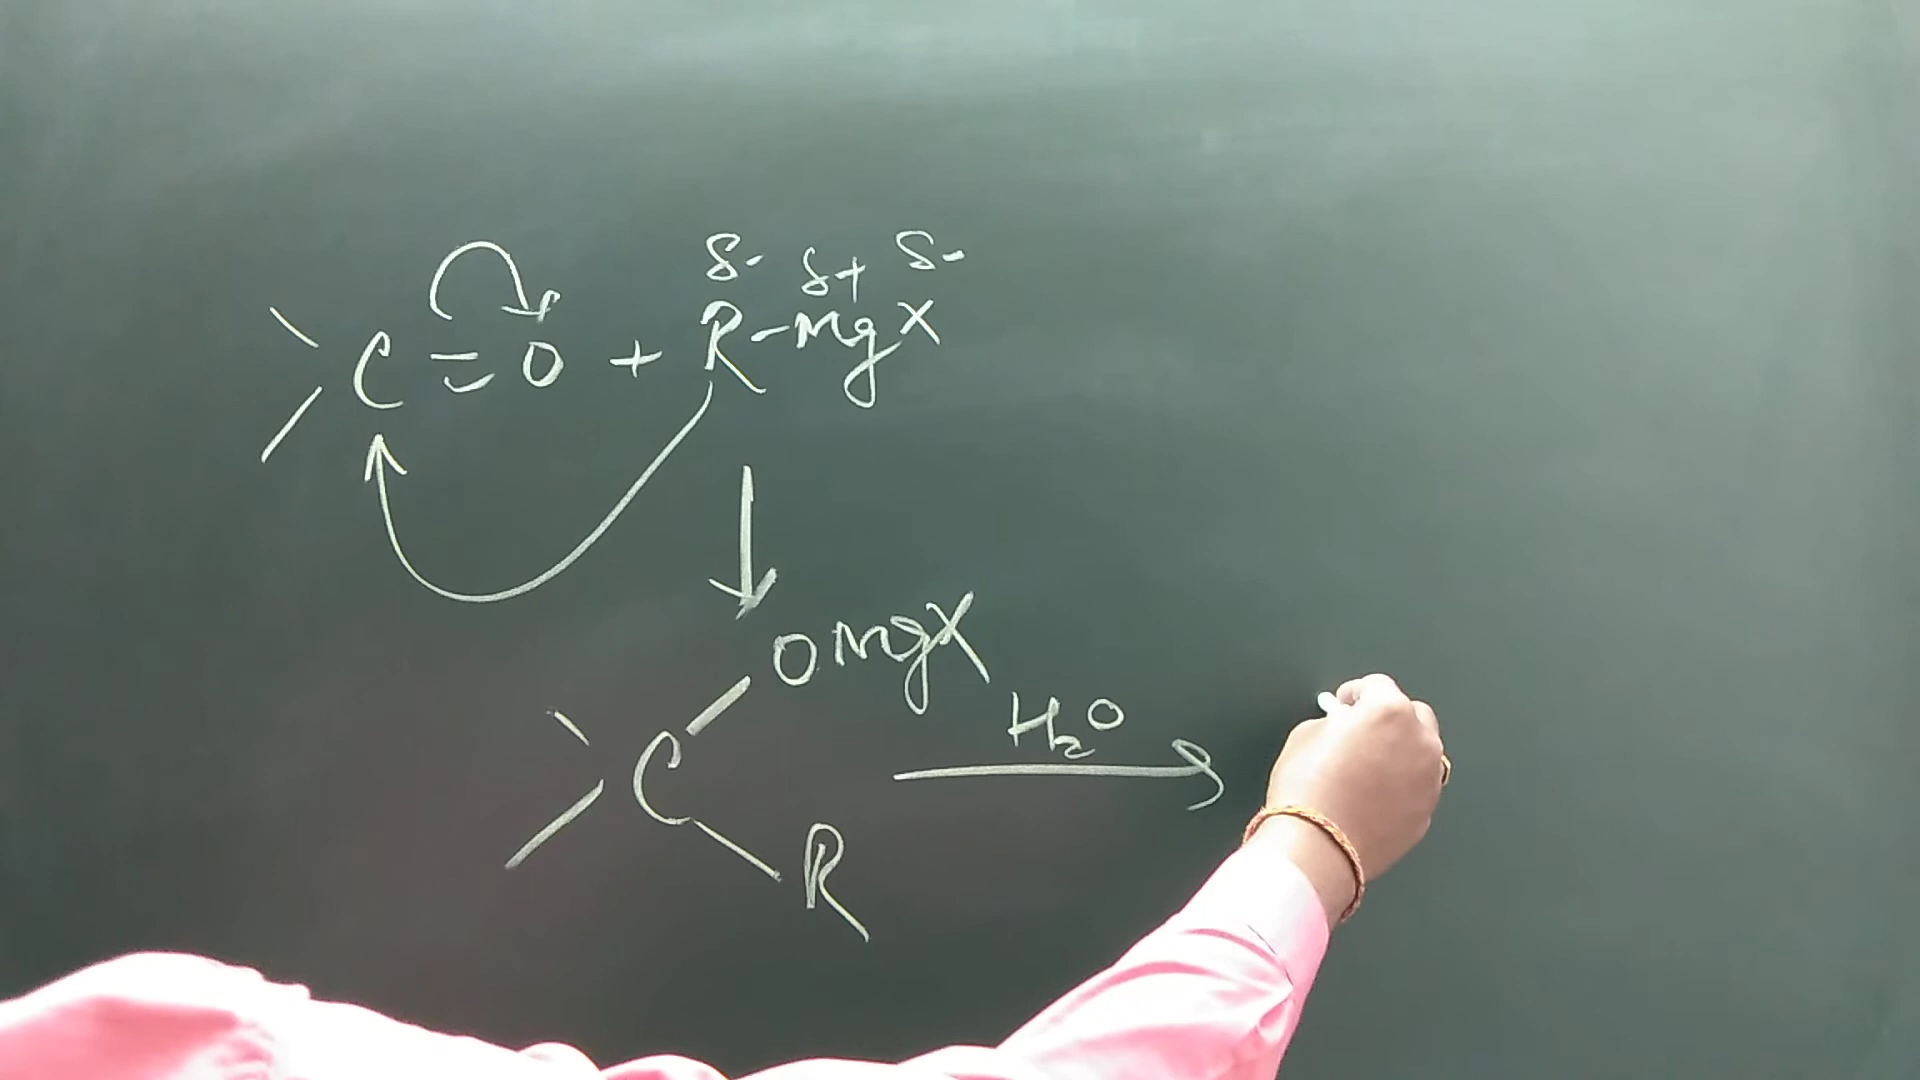 δ- δ+ δ-
C = O + R-MgX
OMgX
H₂O
C
R